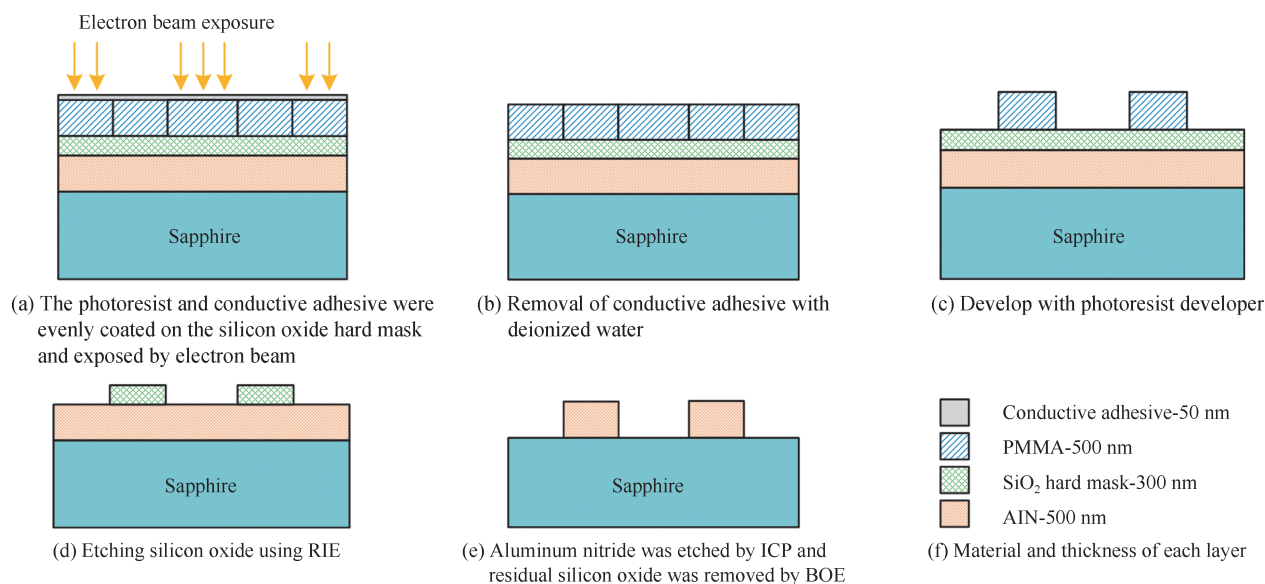 Electron beam exposure
Sapphire
(a) The photoresist and conductive adhesive were
evenly coated on the silicon oxide hard mask
and exposed by electron beam
Sapphire
(b) Removal of conductive adhesive with
deionized water
Sapphire
(c) Develop with photoresist developer
Sapphire
(d) Etching silicon oxide using RIE
Sapphire
(e) Aluminum nitride was etched by ICP and
residual silicon oxide was removed by BOE
Conductive adhesive-50 nm
PMMA-500 nm
SiO₂ hard mask-300 nm
AIN-500 nm
(f) Material and thickness of each layer